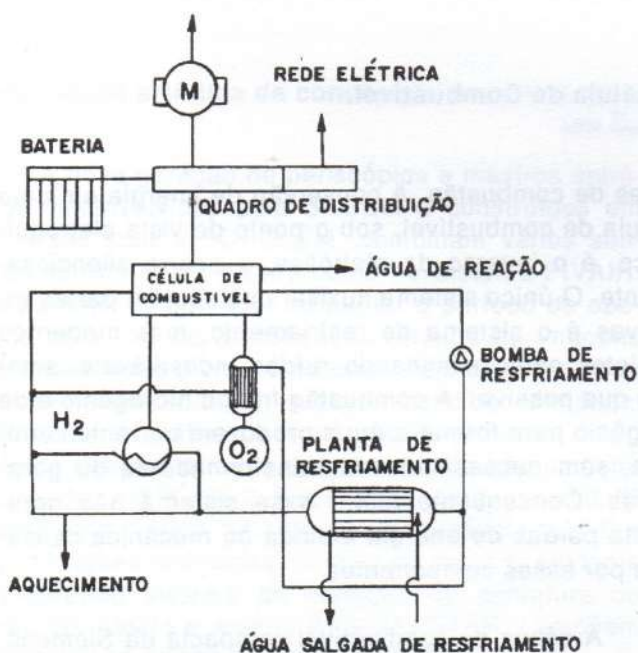 M
REDE ELÉTRICA
BATERIA
QUADRO DE DISTRIBUIÇÃO
CÉLULA DE
COMBUSTIVEL
ÁGUA DE REAÇÃO
BOMBA DE
RESFRIAMENTO
H2
O2
PLANTA DE
RESFRIAMENTO
AQUECIMENTO
ÁGUA SALGADA DE RESFRIAMENTO